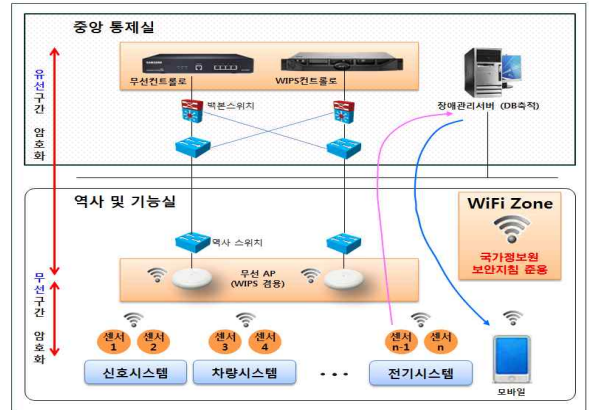 중앙 통제실
무선컨트롤로
WIPS컨트롤로
백본스위치
장애관리서버 (DB축적)
유선구간 암호화
역사 및 기능실
역사 스위치
WiFi Zone
국가정보원
보안지침 준용
무선 AP
(WIPS 겸용)
무선구간 암호화
센서
1
센서
2
센서
3
센서
4
센서
n-1
센서
n
신호시스템
차량시스템
• • •
전기시스템
모바일